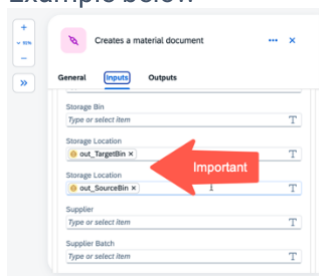 Example below
Creates a material document
General Inputs Outputs
Storage Bin
Type or select item
Storage Location
out_TargetBin ×
Important
Storage Location
out_SourceBin ×
Supplier
Type or select item
Supplier Batch
Type or select item